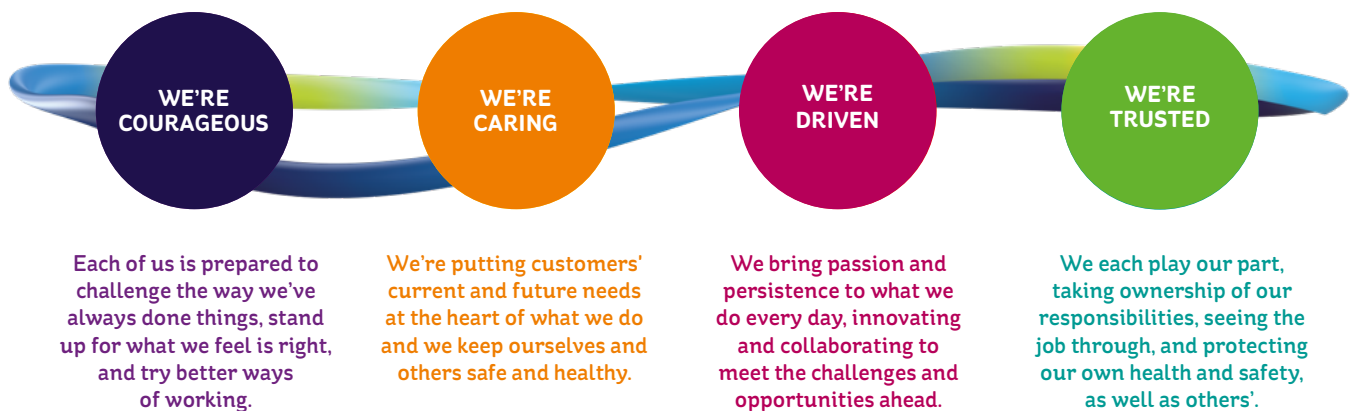 WE'RE
COURAGEOUS
WE'RE
CARING
WE'RE
DRIVEN
WE'RE
TRUSTED
Each of us is prepared to
challenge the way we've
always done things, stand
up for what we feel is right,
and try better ways
of working.
We're putting customers'
current and future needs
at the heart of what we do
and we keep ourselves and
others safe and healthy.
We bring passion and
persistence to what we
do every day, innovating
and collaborating to
meet the challenges and
opportunities ahead.
We each play our part,
taking ownership of our
responsibilities, seeing the
job through, and protecting
our own health and safety,
as well as others'.